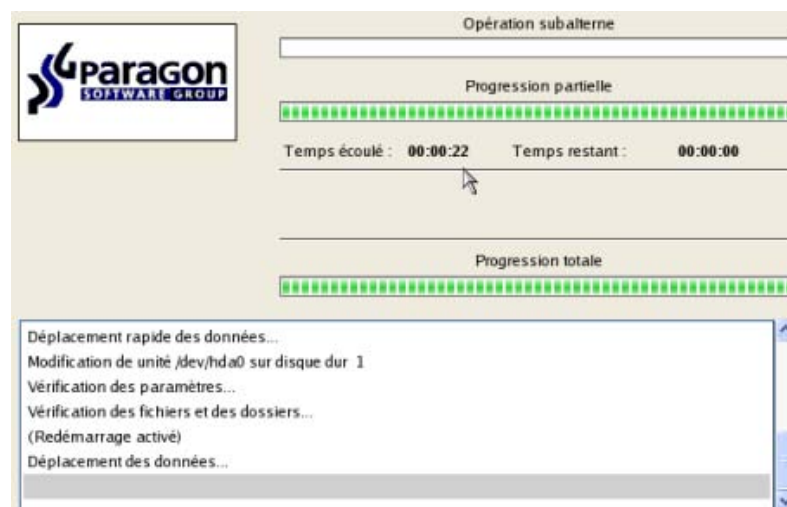 Paragon
SOFTWARE GROUP
Opération subalterne
Progression partielle
Temps écoulé : 00:00:22 Temps restant : 00:00:00
Progression totale
Déplacement rapide des données...
Modification de unité /dev/hda0 sur disque dur 1
Vérification des paramètres...
Vérification des fichiers et des dossiers...
(Redémarrage activé)
Déplacement des données...